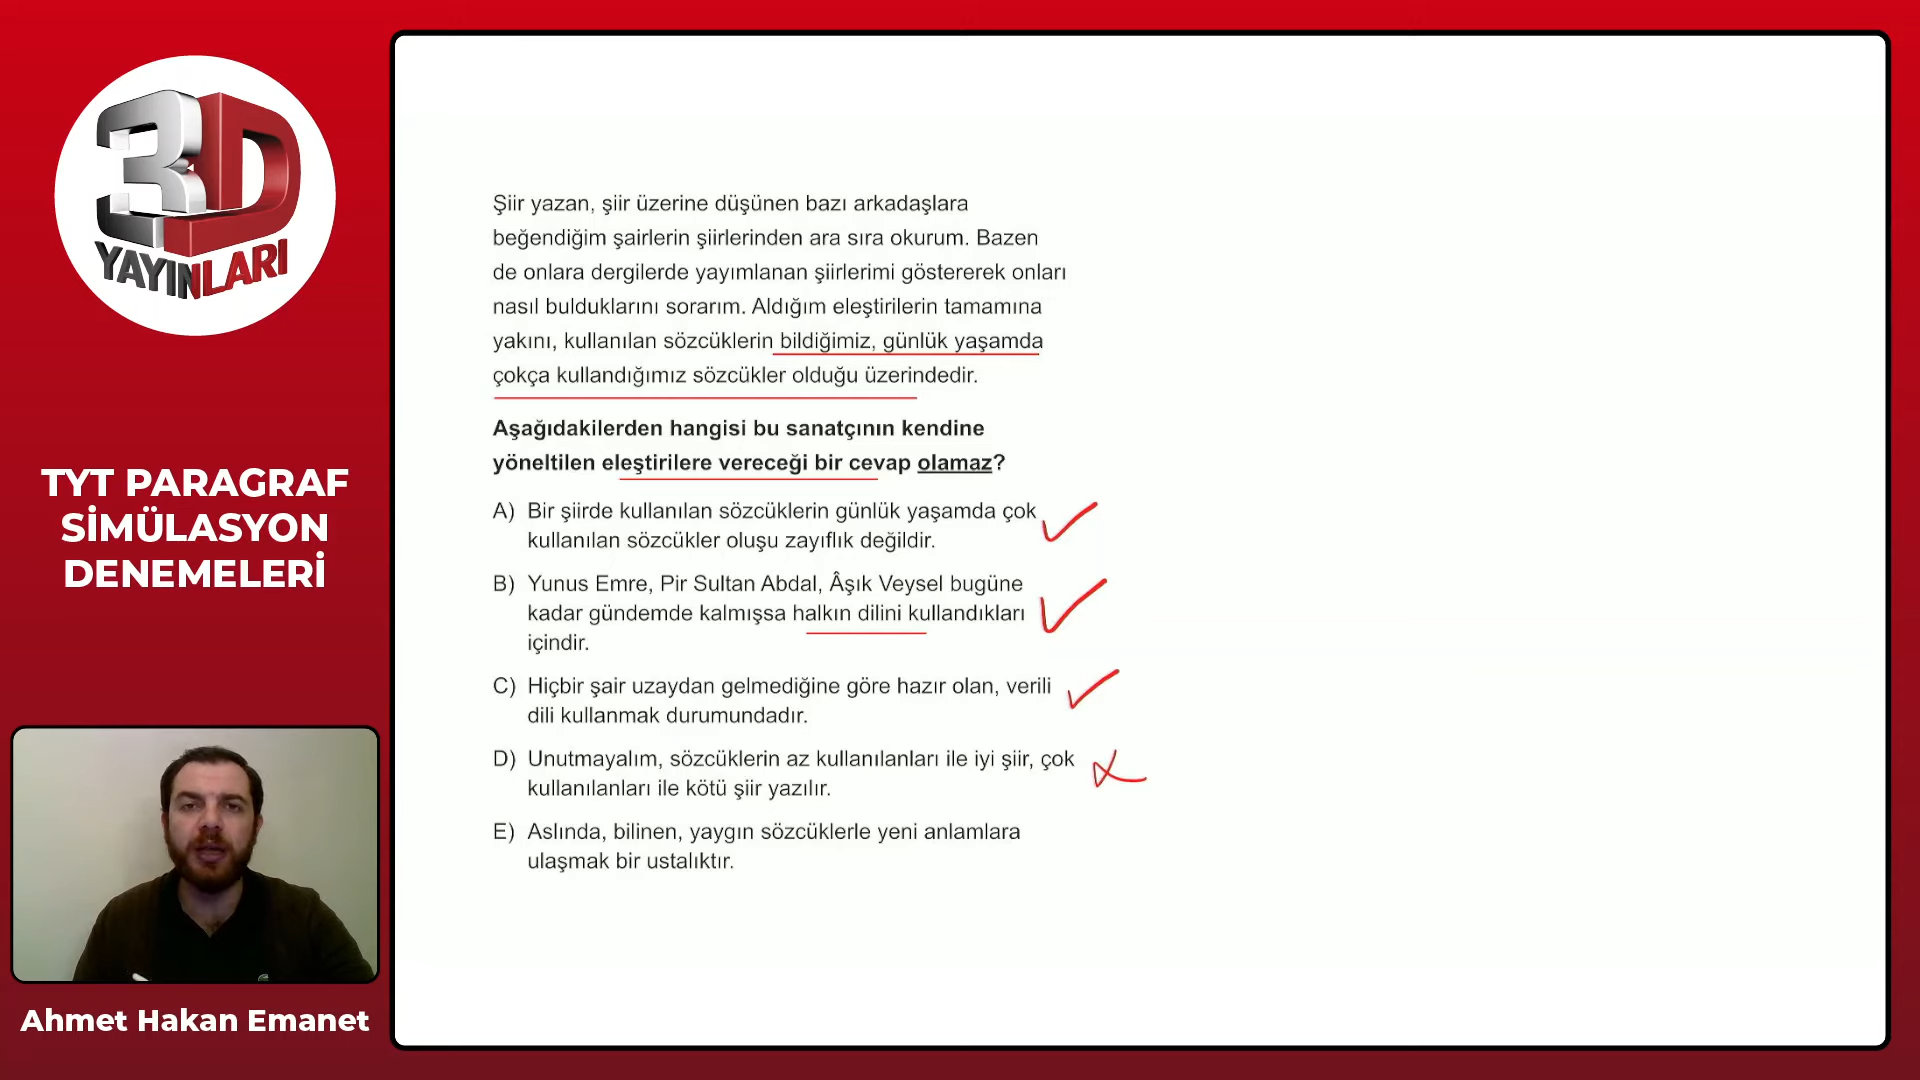 3D
YAYINLARI
TYT PARAGRAF
SİMÜLASYON
DENEMELERİ
Ahmet Hakan Emanet
Şiir yazan, şiir üzerine düşünen bazı arkadaşlara
beğendiğim şairlerin şiirlerinden ara sıra okurum. Bazen
de onlara dergilerde yayımlanan şiirlerimi göstererek onları
nasıl bulduklarını sorarım. Aldığım eleştirilerin tamamına
yakını, kullanılan sözcüklerin bildiğimiz, günlük yaşamda
çokça kullandığımız sözcükler olduğu üzerindedir.
Aşağıdakilerden hangisi bu sanatçının kendine
yöneltilen eleştirilere vereceği bir cevap olamaz?
A) Bir şiirde kullanılan sözcüklerin günlük yaşamda çok
kullanılan sözcükler oluşu zayıflık değildir.
B) Yunus Emre, Pir Sultan Abdal, Âşık Veysel bugüne
kadar gündemde kalmışsa halkın dilini kullandıkları
içindir.
C) Hiçbir şair uzaydan gelmediğine göre hazır olan, verili
dili kullanmak durumundadır.
D) Unutmayalım, sözcüklerin az kullanılanları ile iyi şiir, çok
kullanılanları ile kötü şiir yazılır.
E) Aslında, bilinen, yaygın sözcüklerle yeni anlamlara
ulaşmak bir ustalıktır.